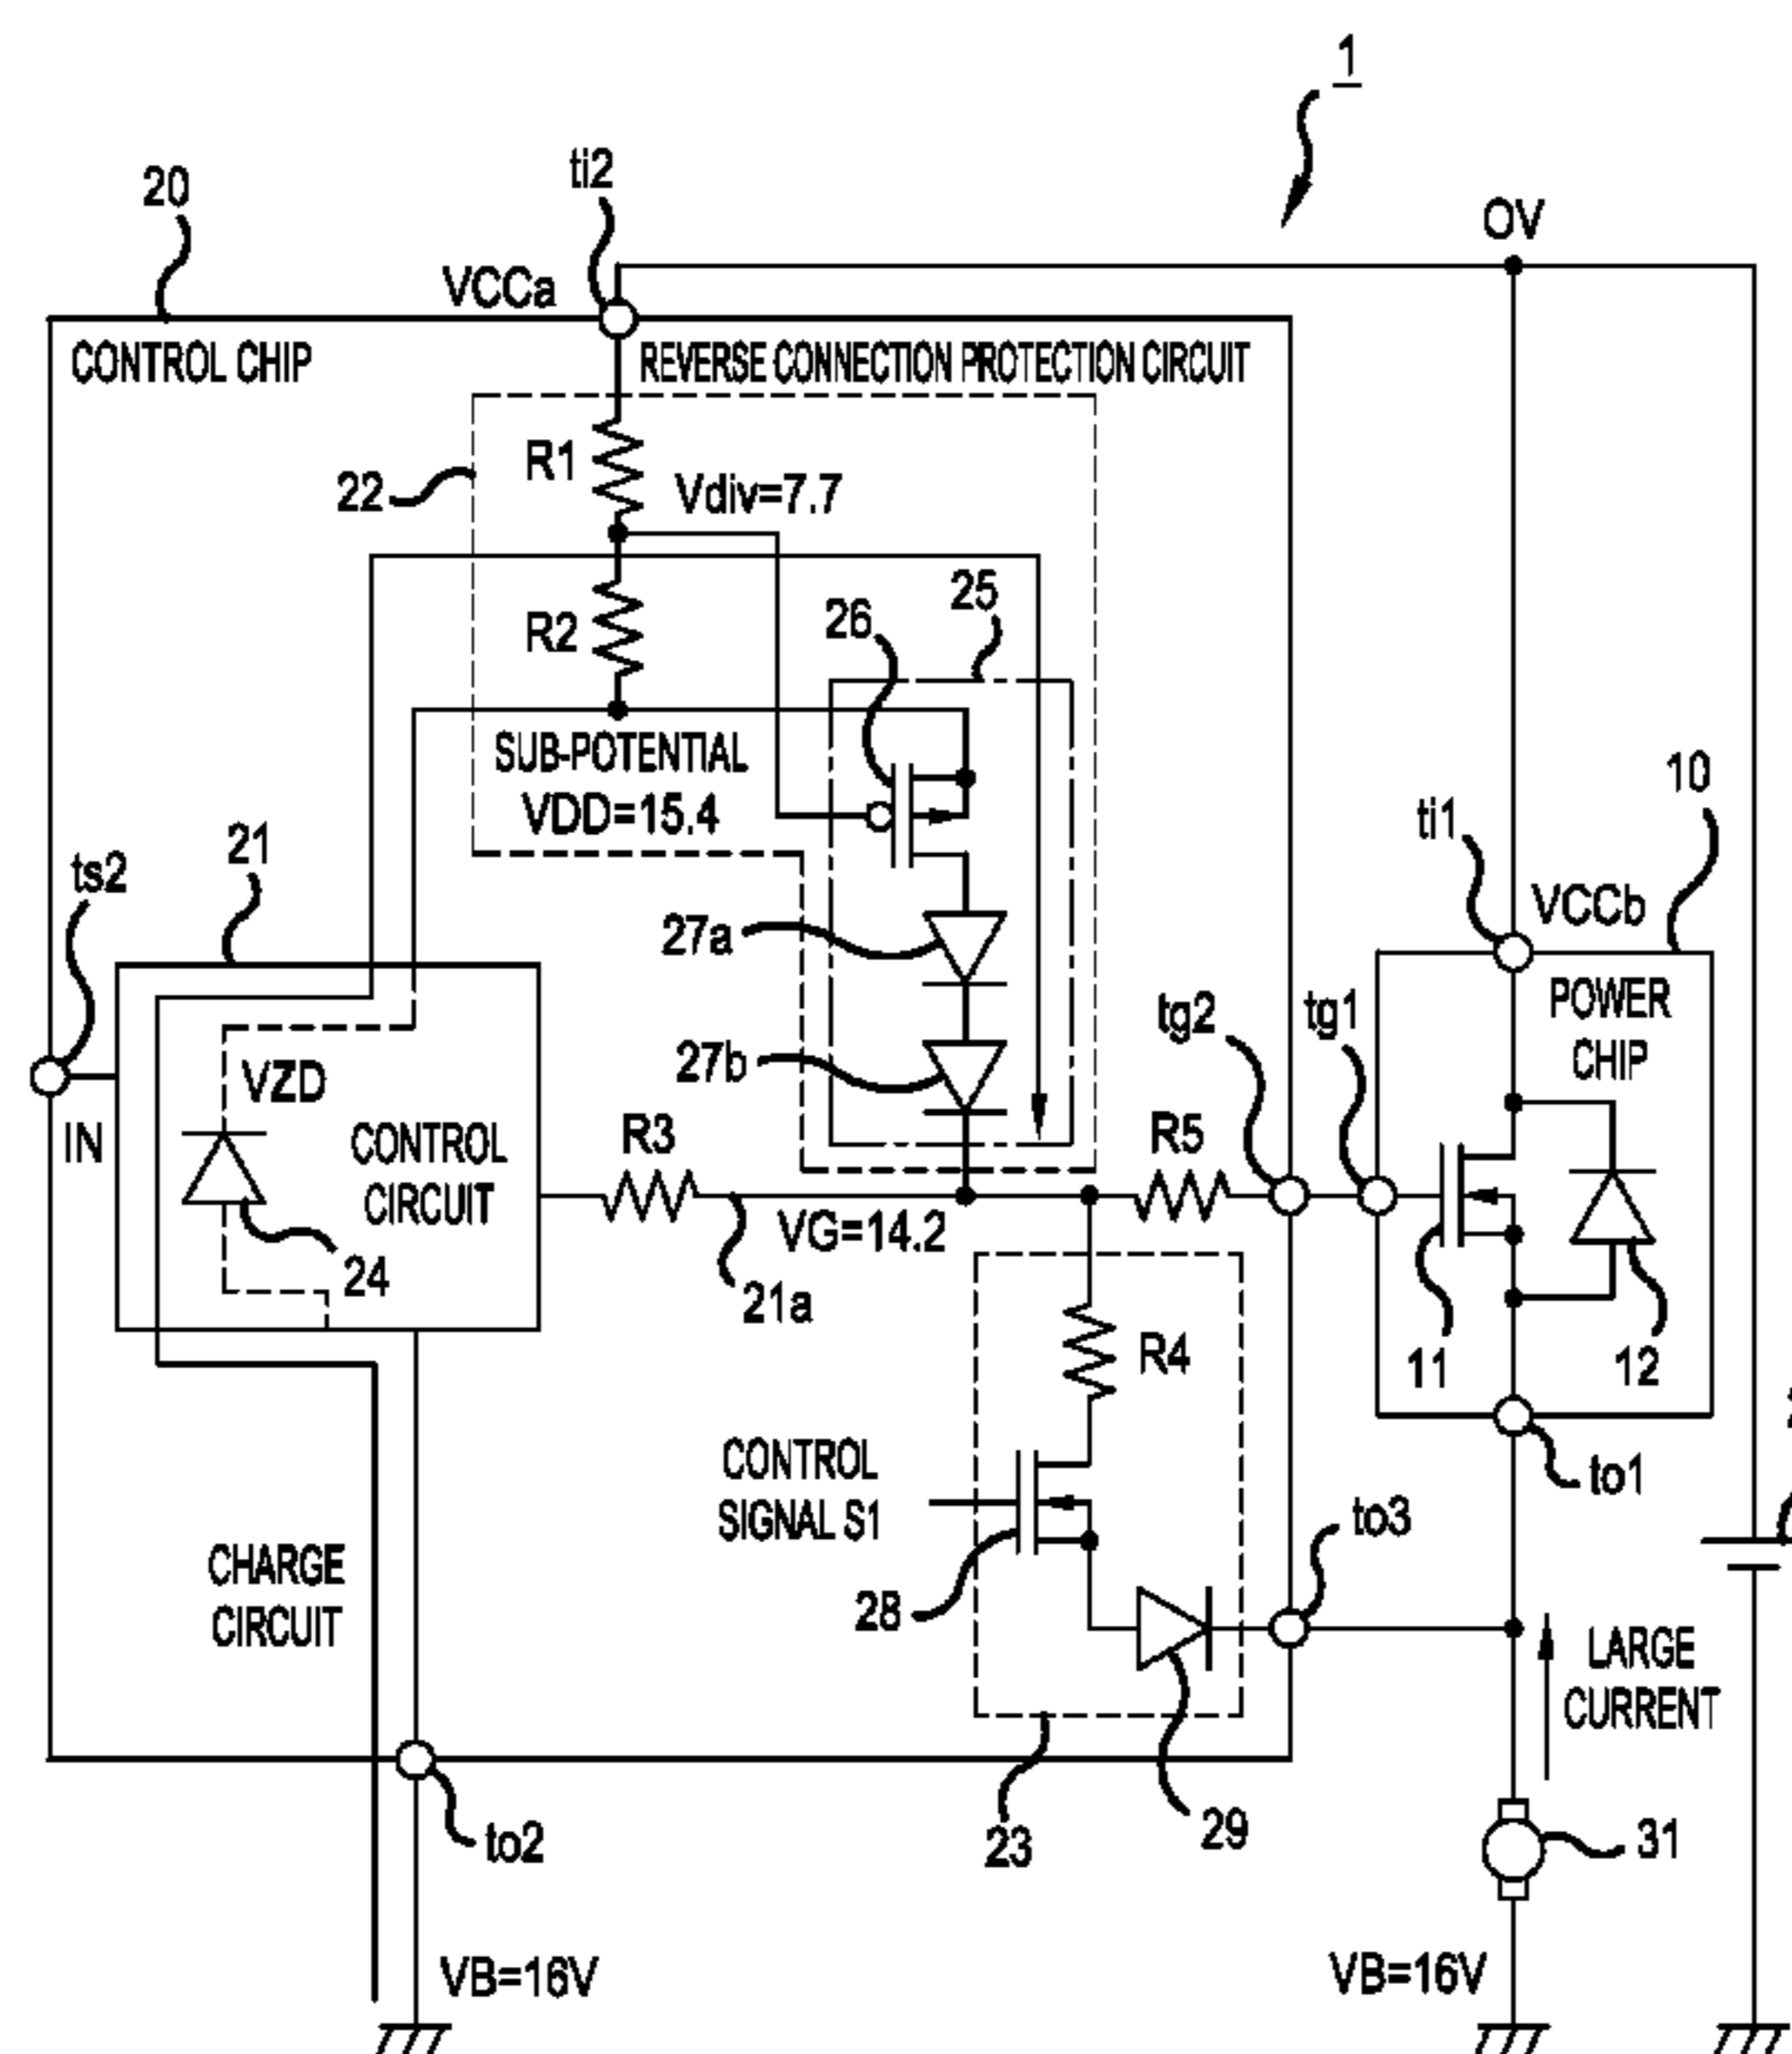 1
20
ti2
VCCa
OV
CONTROL CHIP
REVERSE CONNECTION PROTECTION CIRCUIT
R1
Vdiv=7.7
22
R2
26
25
SUB-POTENTIAL
VDD=15.4
10
ti1
VCCb
POWER
CHIP
21
ts2
27a
tg2
tg1
27b
VZD
IN
CONTROL
CIRCUIT
R3
R5
24
VG=14.2
21a
R4
11
12
to1
CONTROL
SIGNAL S1
to3
CHARGE
CIRCUIT
28
LARGE
CURRENT
23
29
31
to2
VB=16V
VB=16V